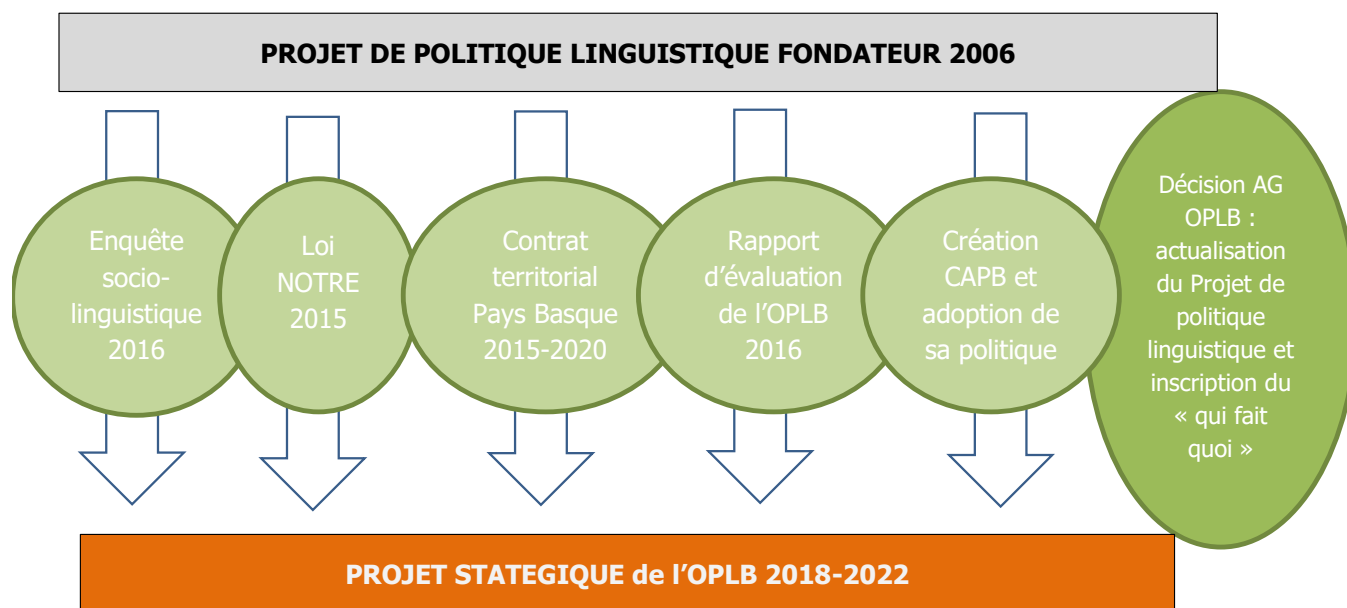 PROJET DE POLITIQUE LINGUISTIQUE FONDATEUR 2006
Enquête
socio-
linguistique
2016
Loi
NOTRE
2015
Contrat
territorial
Pays Basque
2015-2020
Rapport
d’évaluation
de l’OPLB
2016
Création
CAPB et
adoption de
sa politique
Décision AG
OPLB :
actualisation
du Projet de
politique
linguistique et
inscription du
« qui fait
quoi »
PROJET STATEGIQUE de l’OPLB 2018-2022